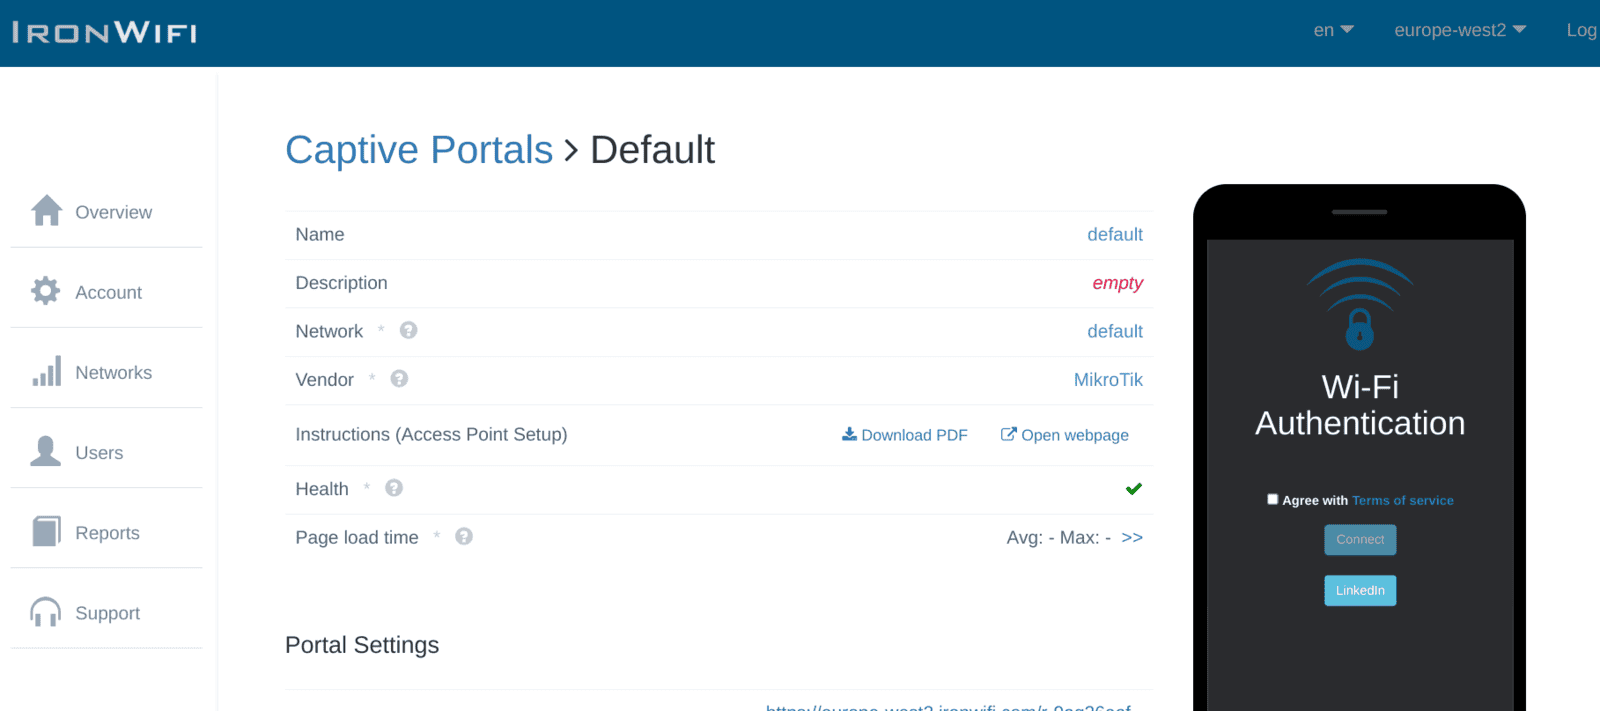 IRONWIFI
en
europe-west2
Log
Captive Portals > Default
Overview
Account
Networks
Users
Reports
Support
Name default
Description empty
Network * ? default
Vendor * ? MikroTik
Instructions (Access Point Setup) Download PDF Open webpage
Health * ?
Page load time * ? Avg: - Max: - >>
Portal Settings
Wi-Fi
Authentication
Agree with Terms of service
Connect
LinkedIn